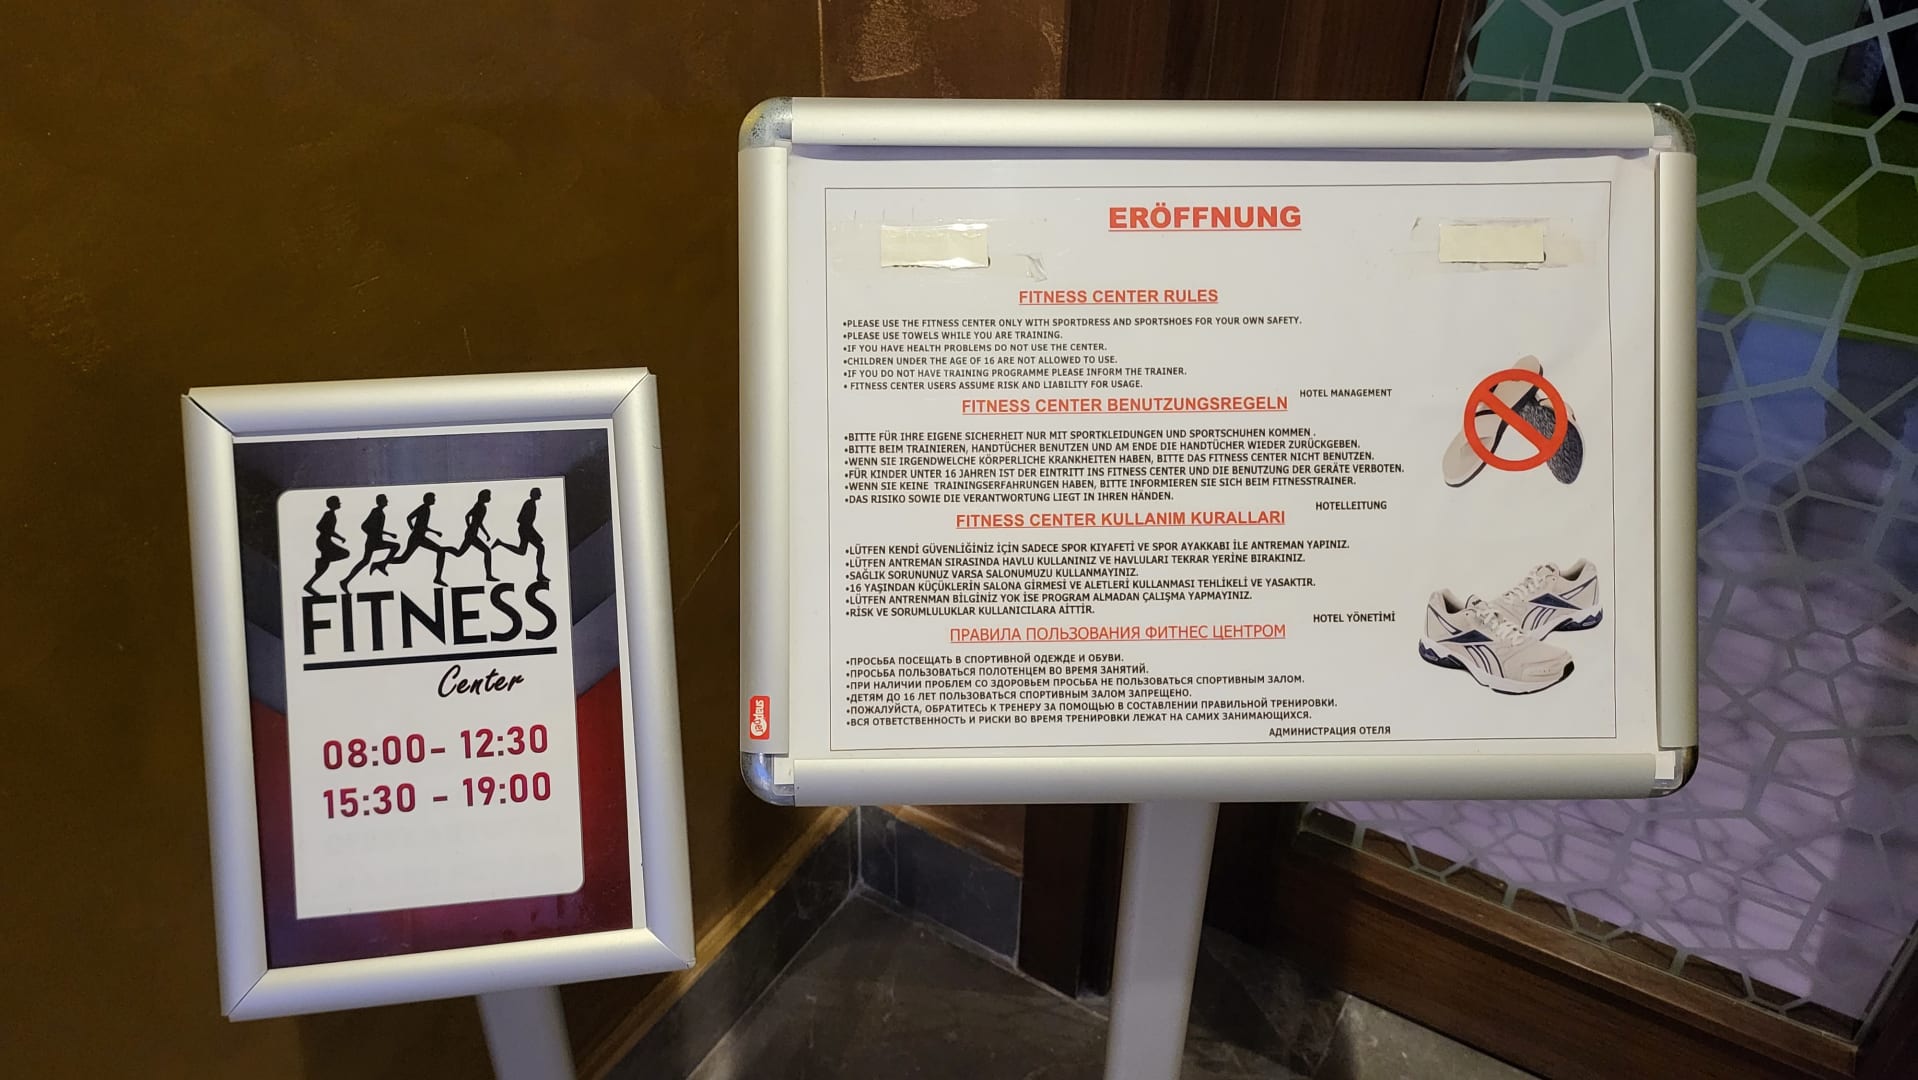 FITNESS
Center
08:00- 12:30
15:30 - 19:00
ERÖFFNUNG
FITNESS CENTER RULES
•PLEASE USE THE FITNESS CENTER ONLY WITH SPORTDRESS AND SPORTSHOES FOR YOUR OWN SAFETY.
•PLEASE USE TOWELS WHILE YOU ARE TRAINING.
•IF YOU HAVE HEALTH PROBLEMS DO NOT USE THE CENTER.
•CHILDREN UNDER THE AGE OF 16 ARE NOT ALLOWED TO USE.
•IF YOU DO NOT HAVE TRAINING PROGRAMME PLEASE INFORM THE TRAINER.
• FITNESS CENTER USERS ASSUME RISK AND LIABILITY FOR USAGE.
HOTEL MANAGEMENT
FITNESS CENTER BENUTZUNGSREGELN
•BITTE FÜR IHRE EIGENE SICHERHEIT NUR MIT SPORTKLEIDUNGEN UND SPORTSCHUHEN KOMMEN .
•BITTE BEIM TRAINIEREN, HANDTÜCHER BENUTZEN UND AM ENDE DIE HANDTÜCHER WIEDER ZURÜCKGEBEN.
•WENN SIE IRGENDWELCHE KÖRPERLICHE KRANKHEITEN HABEN, BITTE DAS FITNESS CENTER NICHT BENUTZEN.
•FÜR KINDER UNTER 16 JAHREN IST DER EINTRITT INS FITNESS CENTER UND DIE BENUTZUNG DER GERÄTE VERBOTEN.
•WENN SIE KEINE TRAININGSERFAHRUNGEN HABEN, BITTE INFORMIEREN SIE SICH BEIM FITNESSTRAINER.
•DAS RISIKO SOWIE DIE VERANTWORTUNG LIEGT IN IHREN HÄNDEN.
HOTELLEITUNG
FITNESS CENTER KULLANIM KURALLARI
•LÜTFEN KENDİ GÜVENLİĞİNİZ İÇİN SADECE SPOR KIYAFETİ VE SPOR AYAKKABI İLE ANTREMAN YAPINIZ.
•LÜTFEN ANTREMAN SIRASINDA HAVLU KULLANINIZ VE HAVLULARI TEKRAR YERİNE BIRAKINIZ.
•SAĞLIK SORUNUNUZ VARSA SALONUMUZU KULLANMAYINIZ.
•16 YAŞINDAN KÜÇÜKLERİN SALONA GİRMESİ VE ALETLERİ KULLANMASI TEHLİKELİ VE YASAKTIR.
•LÜTFEN ANTRENMAN BİLGİNİZ YOK İSE PROGRAM ALMADAN ÇALIŞMA YAPMAYINIZ.
•RİSK VE SORUMLULUKLAR KULLANICILARA AİTTİR.
HOTEL YÖNETİMİ
ПРАВИЛА ПОЛЬЗОВАНИЯ ФИТНЕС ЦЕНТРОМ
•ПРОСЬБА ПОСЕЩАТЬ В СПОРТИВНОЙ ОДЕЖДЕ И ОБУВИ.
•ПРОСЬБА ПОЛЬЗОВАТЬСЯ ПОЛОТЕНЦЕМ ВО ВРЕМЯ ЗАНЯТИЙ.
•ПРИ НАЛИЧИИ ПРОБЛЕМ СО ЗДОРОВЬЕМ ПРОСЬБА НЕ ПОЛЬЗОВАТЬСЯ СПОРТИВНЫМ ЗАЛОМ.
•ДЕТЯМ ДО 16 ЛЕТ ПОЛЬЗОВАТЬСЯ СПОРТИВНЫМ ЗАЛОМ ЗАПРЕЩЕНО.
•ПОЖАЛУЙСТА, ОБРАТИТЕСЬ К ТРЕНЕРУ ЗА ПОМОЩЬЮ В СОСТАВЛЕНИИ ПРАВИЛЬНОЙ ТРЕНИРОВКИ.
•ВСЯ ОТВЕТСТВЕННОСТЬ И РИСКИ ВО ВРЕМЯ ТРЕНИРОВКИ ЛЕЖАТ НА САМИХ ЗАНИМАЮЩИХСЯ.
АДМИНИСТРАЦИЯ ОТЕЛЯ